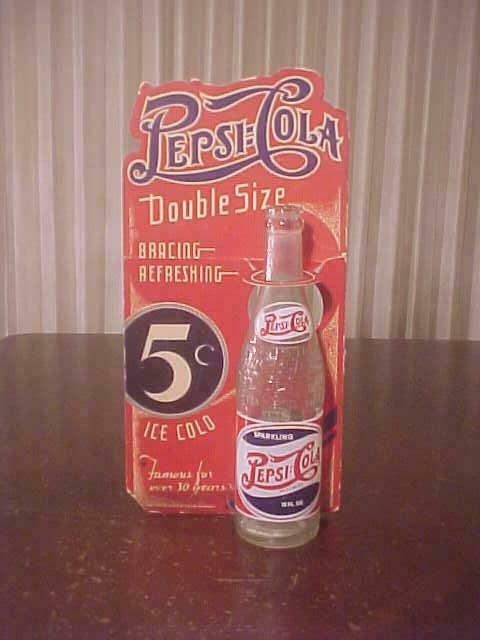 PEPSI=COLA
Double Size
BRACING
REFRESHING
5¢
ICE COLD
Famous for
over 30 years
PEPSI=COLA
SPARKLING
PEPSI=COLA